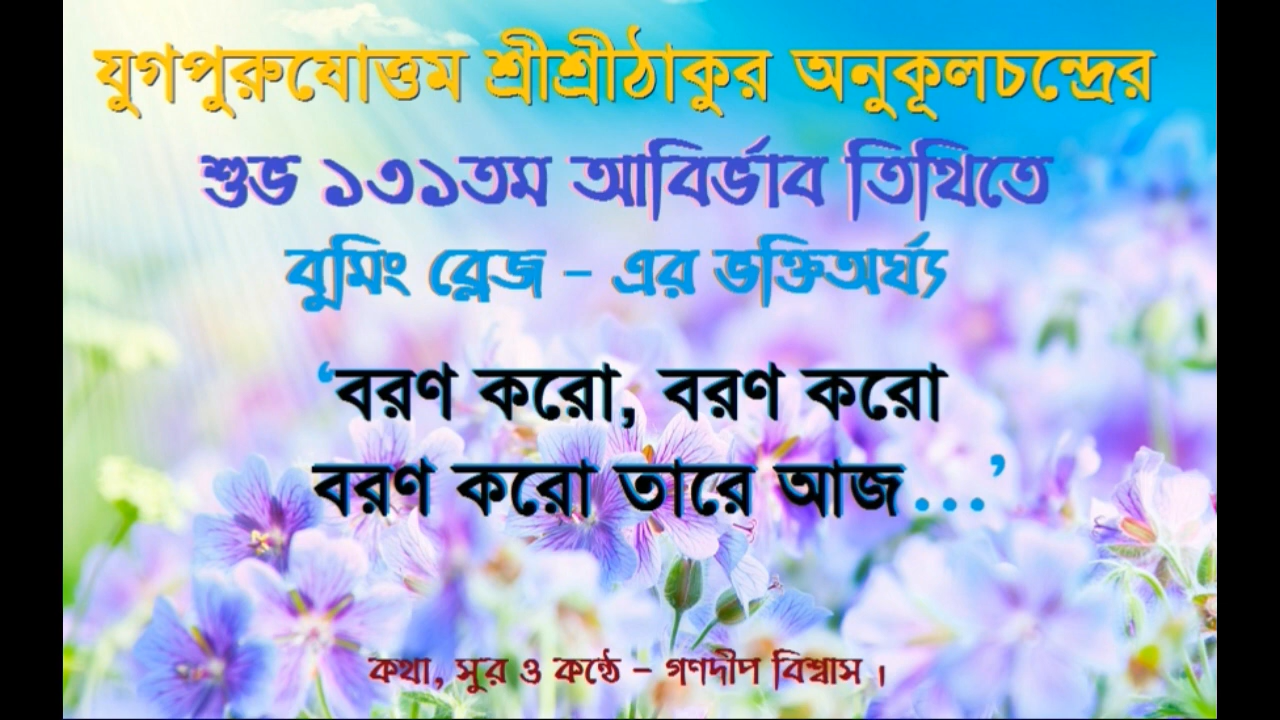 যুগপুরুষোত্তম শ্রীশ্রীঠাকুর অনুকূলচন্দ্রের
শুভ ১৩১তম আবির্ভাব তিথিতে
বুমিং ব্লেজ - এর ভক্তিঅর্ঘ্য
‘বরণ করো, বরণ করো
বরণ করো তারে আজ...’
কথা, সুর ও কন্ঠে - গণদীপ বিশ্বাস ।